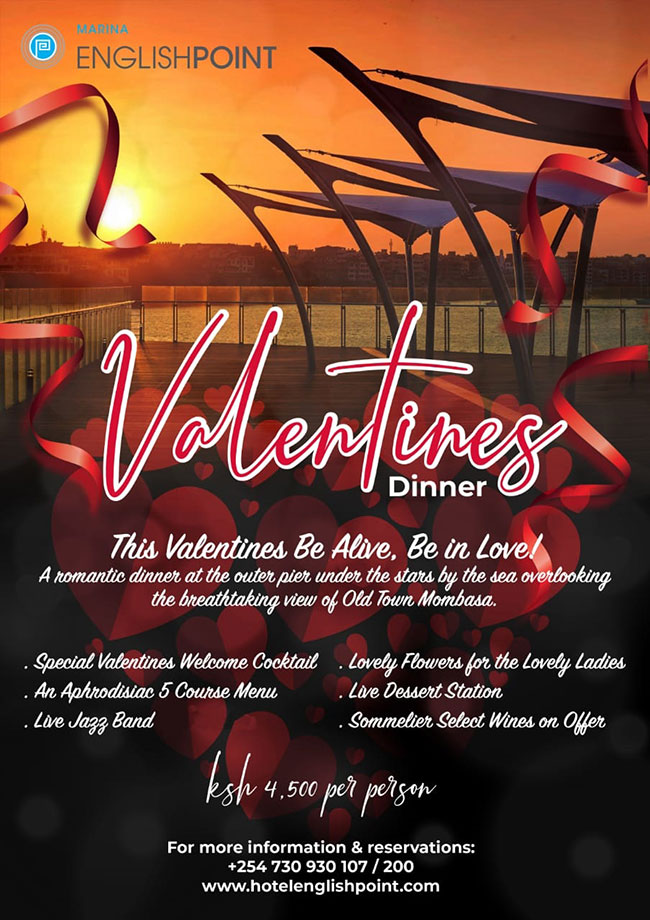 MARINA
ENGLISHPOINT
Valentines
Dinner
This Valentines Be Alive, Be in Love!
A romantic dinner at the outer pier under the stars by the sea overlooking
the breathtaking view of Old Town Mombasa.
. Special Valentines Welcome Cocktail
. An Aphrodisiac 5 Course Menu
. Live Jazz Band
. Lovely Flowers for the Lovely Ladies
. Live Dessert Station
. Sommelier Select Wines on Offer
ksh 4,500 per person
For more information & reservations:
+254 730 930 107 / 200
www.hotelenglishpoint.com